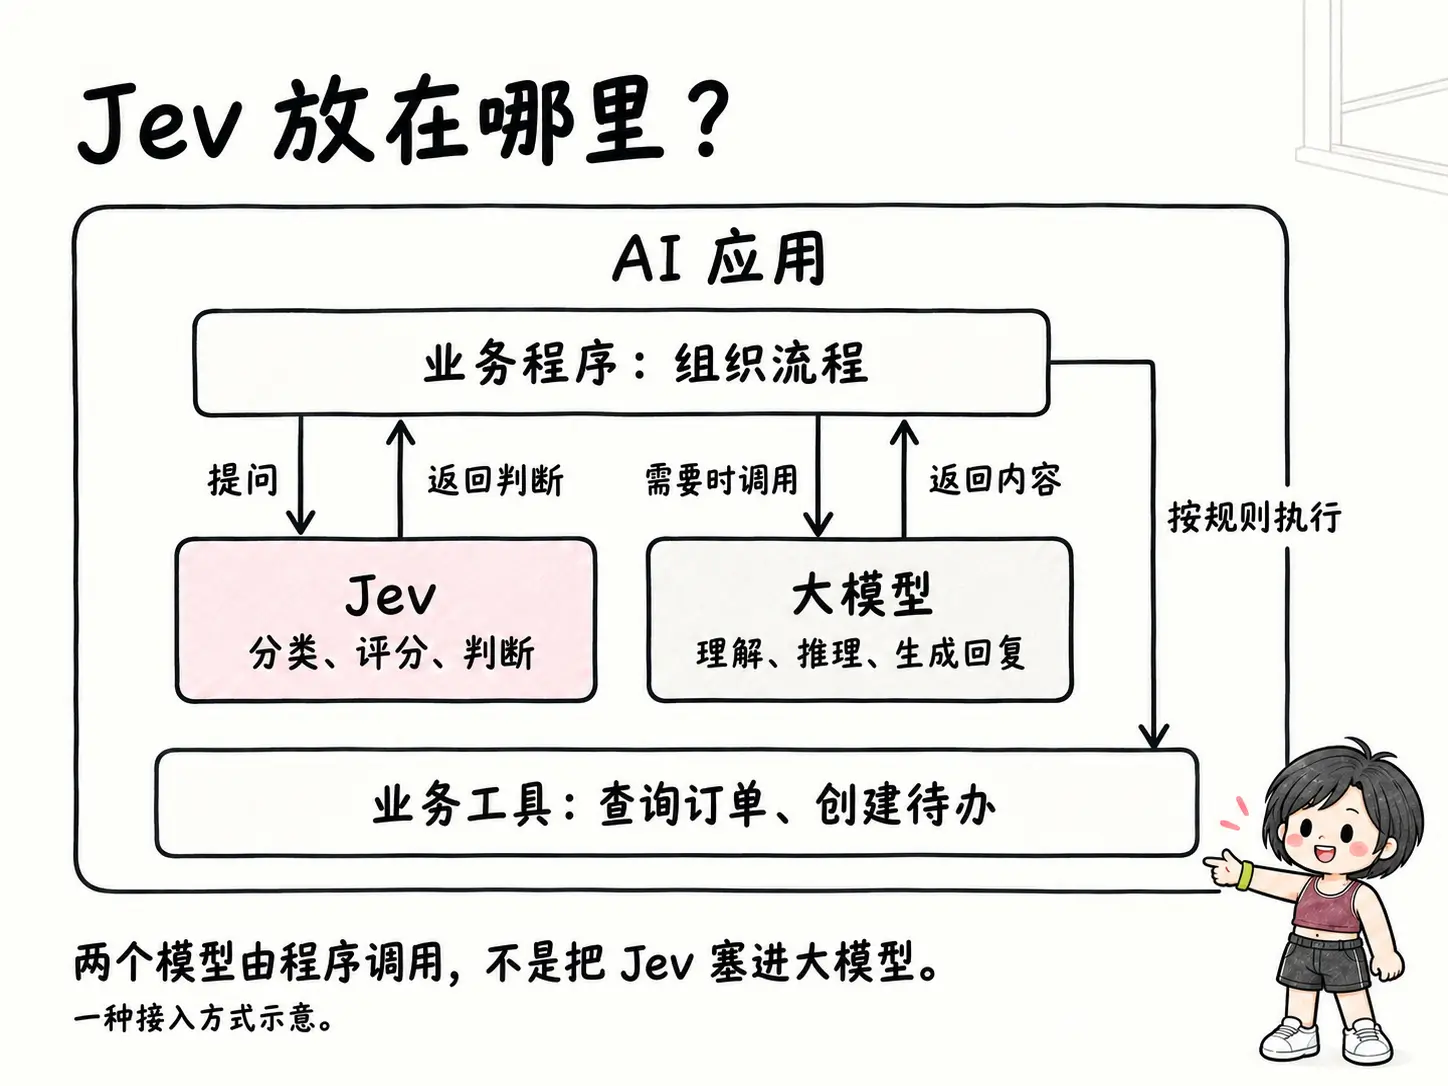 Jev 放在哪里？
AI 应用
业务程序：组织流程
提问
返回判断
需要时调用
返回内容
按规则执行
Jev
分类、评分、判断
大模型
理解、推理、生成回复
业务工具：查询订单、创建待办
两个模型由程序调用，不是把 Jev 塞进大模型。
一种接入方式示意。